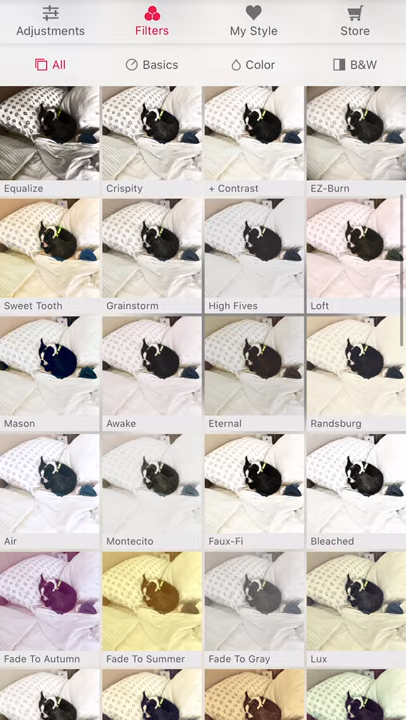 Adjustments Filters My Style Store
All Basics Color B&W
Equalize Crispity + Contrast EZ-Burn
Sweet Tooth Grainstorm High Fives Loft
Mason Awake Eternal Randsburg
Air Montecito Faux-Fi Bleached
Fade To Autumn Fade To Summer Fade To Gray Lux